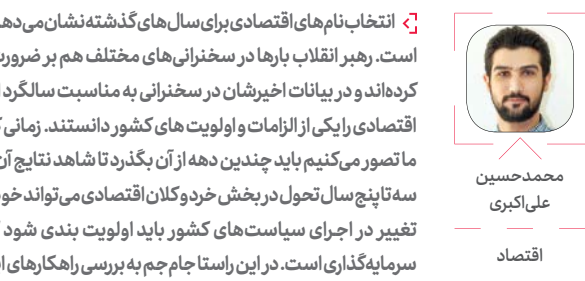 انتخاب نام‌های اقتصادی برای سال‌های گذشته نشان می‌دهد
است. رهبر انقلاب بارها در سخنرانی‌های مختلف هم بر ضرورت
کرده‌اند و در بیانات اخیرشان در سخنرانی به مناسبت سالگرد
اقتصادی را یکی از الزامات و اولویت های کشور دانستند. زمانی
ما تصور می‌کنیم باید چندین دهه از آن بگذرد تا شاهد نتایج آن
سه تا پنج سال تحول در بخش خرد و کلان اقتصادی می‌تواند
تغییر در اجرای سیاست‌های کشور باید اولویت بندی شود
سرمایه‌گذاری است. در این راستا جام‌جم به بررسی راهکارهای
محمدحسین
علی‌اکبری
اقتصاد